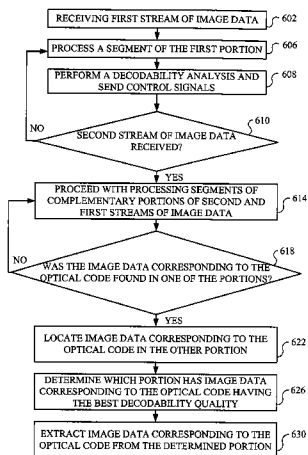 RECEIVING FIRST STREAM OF IMAGE DATA
602
PROCESS A SEGMENT OF THE FIRST PORTION
606
PERFORM A DECODABILITY ANALYSIS AND
SEND CONTROL SIGNALS
608
610
SECOND STREAM OF IMAGE DATA
RECEIVED?
NO
YES
PROCEED WITH PROCESSING SEGMENTS OF
COMPLEMENTARY PORTIONS OF SECOND AND
FIRST STREAMS OF IMAGE DATA
614
618
WAS THE IMAGE DATA CORRESPONDING TO THE
OPTICAL CODE FOUND IN ONE OF THE PORTIONS?
NO
YES
LOCATE IMAGE DATA CORRESPONDING TO THE
OPTICAL CODE IN THE OTHER PORTION
622
DETERMINE WHICH PORTION HAS IMAGE DATA
CORRESPONDING TO THE OPTICAL CODE HAVING
THE BEST DECODABILITY QUALITY
626
EXTRACT IMAGE DATA CORRESPONDING TO THE
OPTICAL CODE FROM THE DETERMINED PORTION
630